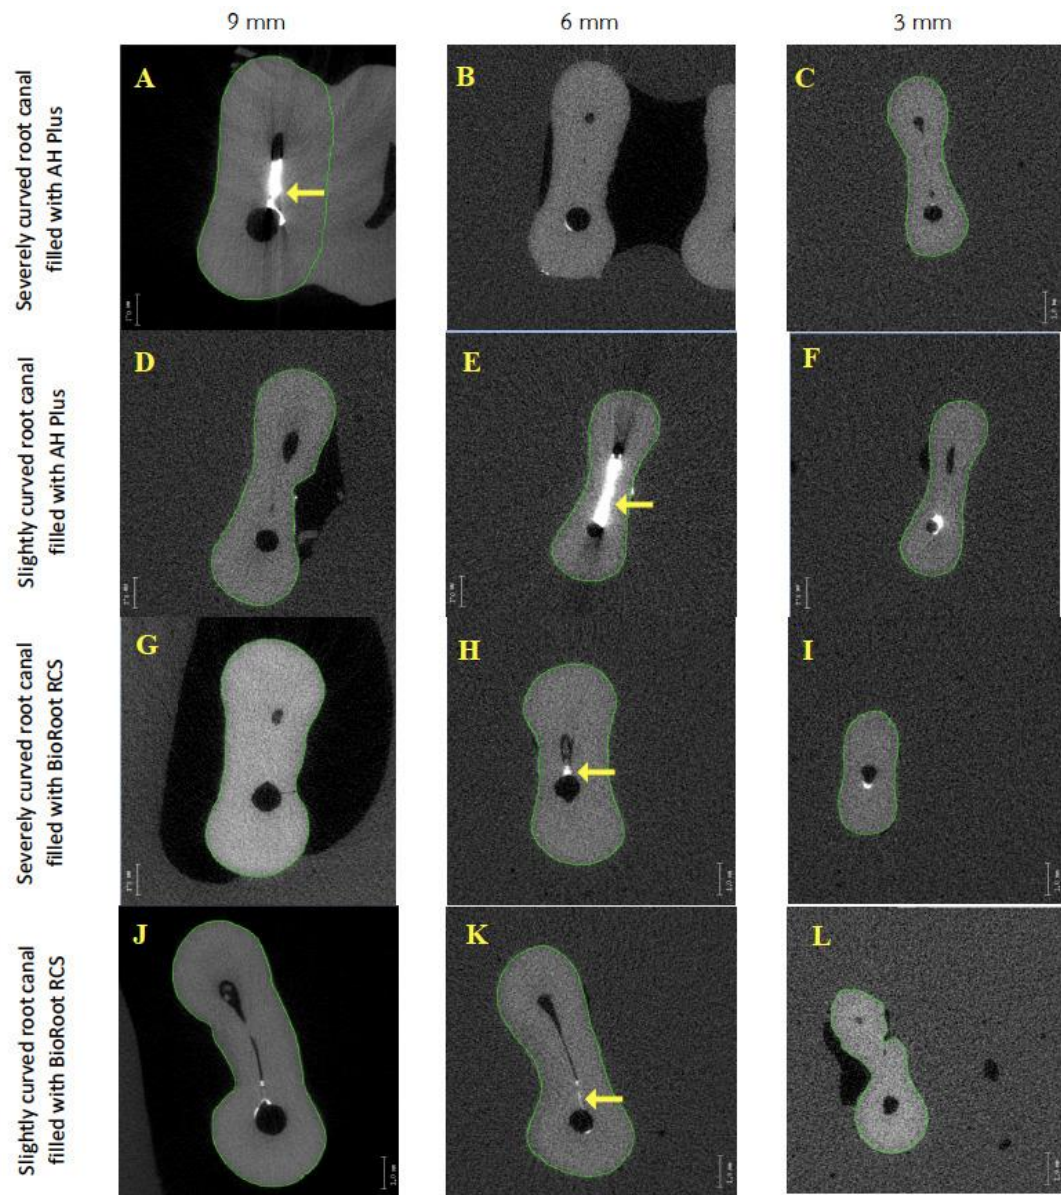 9 mm
6 mm
3 mm
Severely curved root canal
filled with AH Plus
A
B
C
Slightly curved root canal
filled with AH Plus
D
E
F
Severely curved root canal
filled with BioRoot RCS
G
H
I
Slightly curved root canal
filled with BioRoot RCS
J
K
L